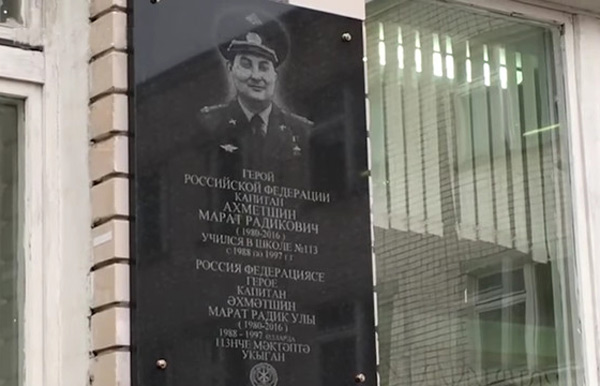 ГЕРОЙ
РОССИЙСКОЙ ФЕДЕРАЦИИ
КАПИТАН
АХМЕТШИН
МАРАТ РАДИКОВИЧ
( 1980-2016 )
УЧИЛСЯ В ШКОЛЕ №113
с 1988 по 1997 г г
РОССИЯ ФЕДЕРАЦИЯСЕ
ГЕРОЕ
КАПИТАН
ӘХМӘТШИН
МАРАТ РАДИК УЛЫ
( 1980-2016 )
1988 - 1997 елларда
113НЧЕ МӘКТӘПТӘ
УКЫГАН